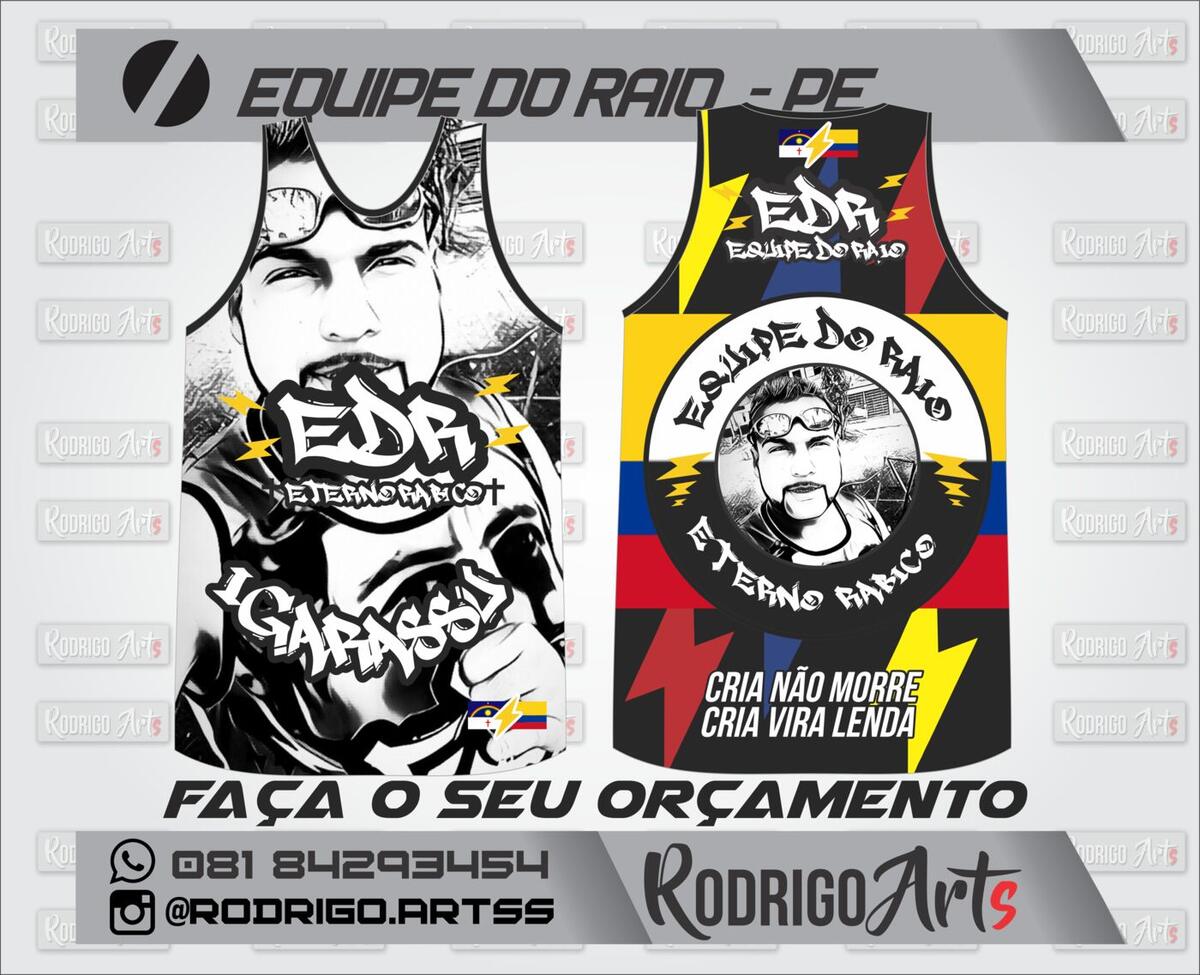 EQUIPE DO RAIO - PE
EDR
†ETERNO RABICO†
IGARASSU
EDR
EQUIPE DO RAIO
EQUIPE DO RAIO
ETERNO RABICO
CRIA NÃO MORRE
CRIA VIRA LENDA
FAÇA O SEU ORÇAMENTO
081 84293454
@RODRIGO.ARTSS
RODRIGO Arts